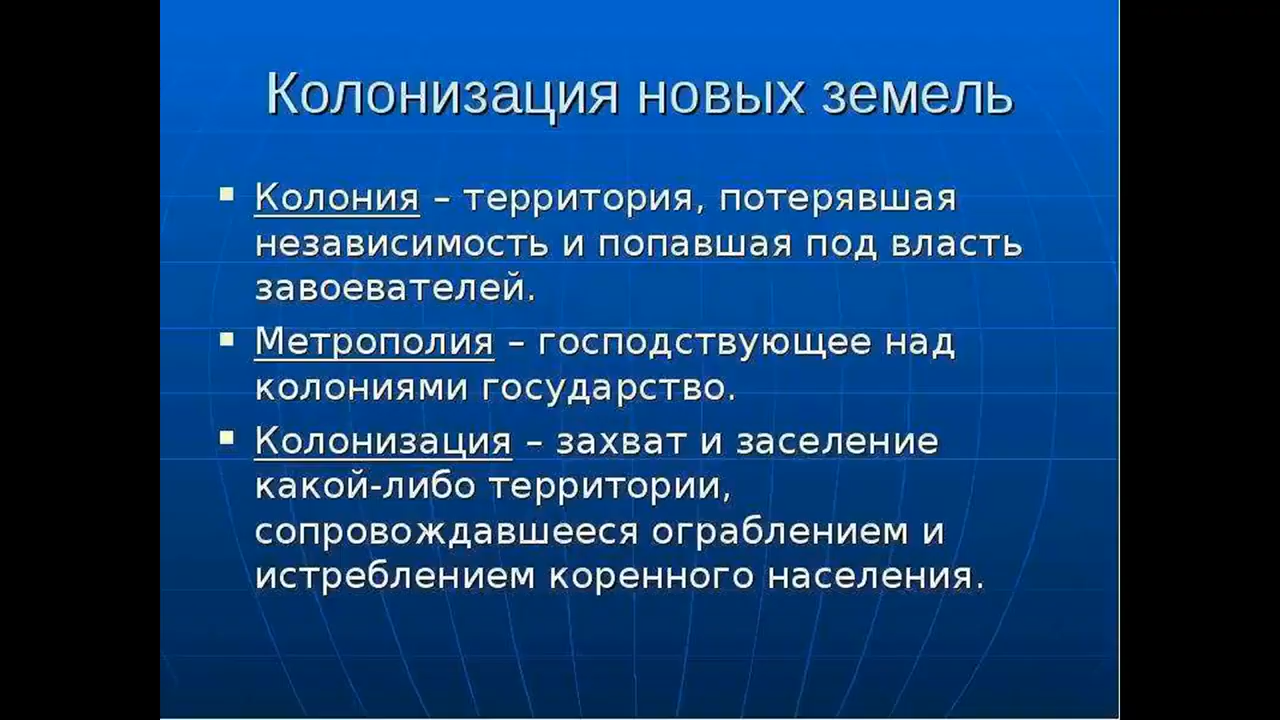 Колонизация новых земель
Колония – территория, потерявшая
независимость и попавшая под власть
завоевателей.
Метрополия – господствующее над
колониями государство.
Колонизация – захват и заселение
какой-либо территории,
сопровождавшееся ограблением и
истреблением коренного населения.